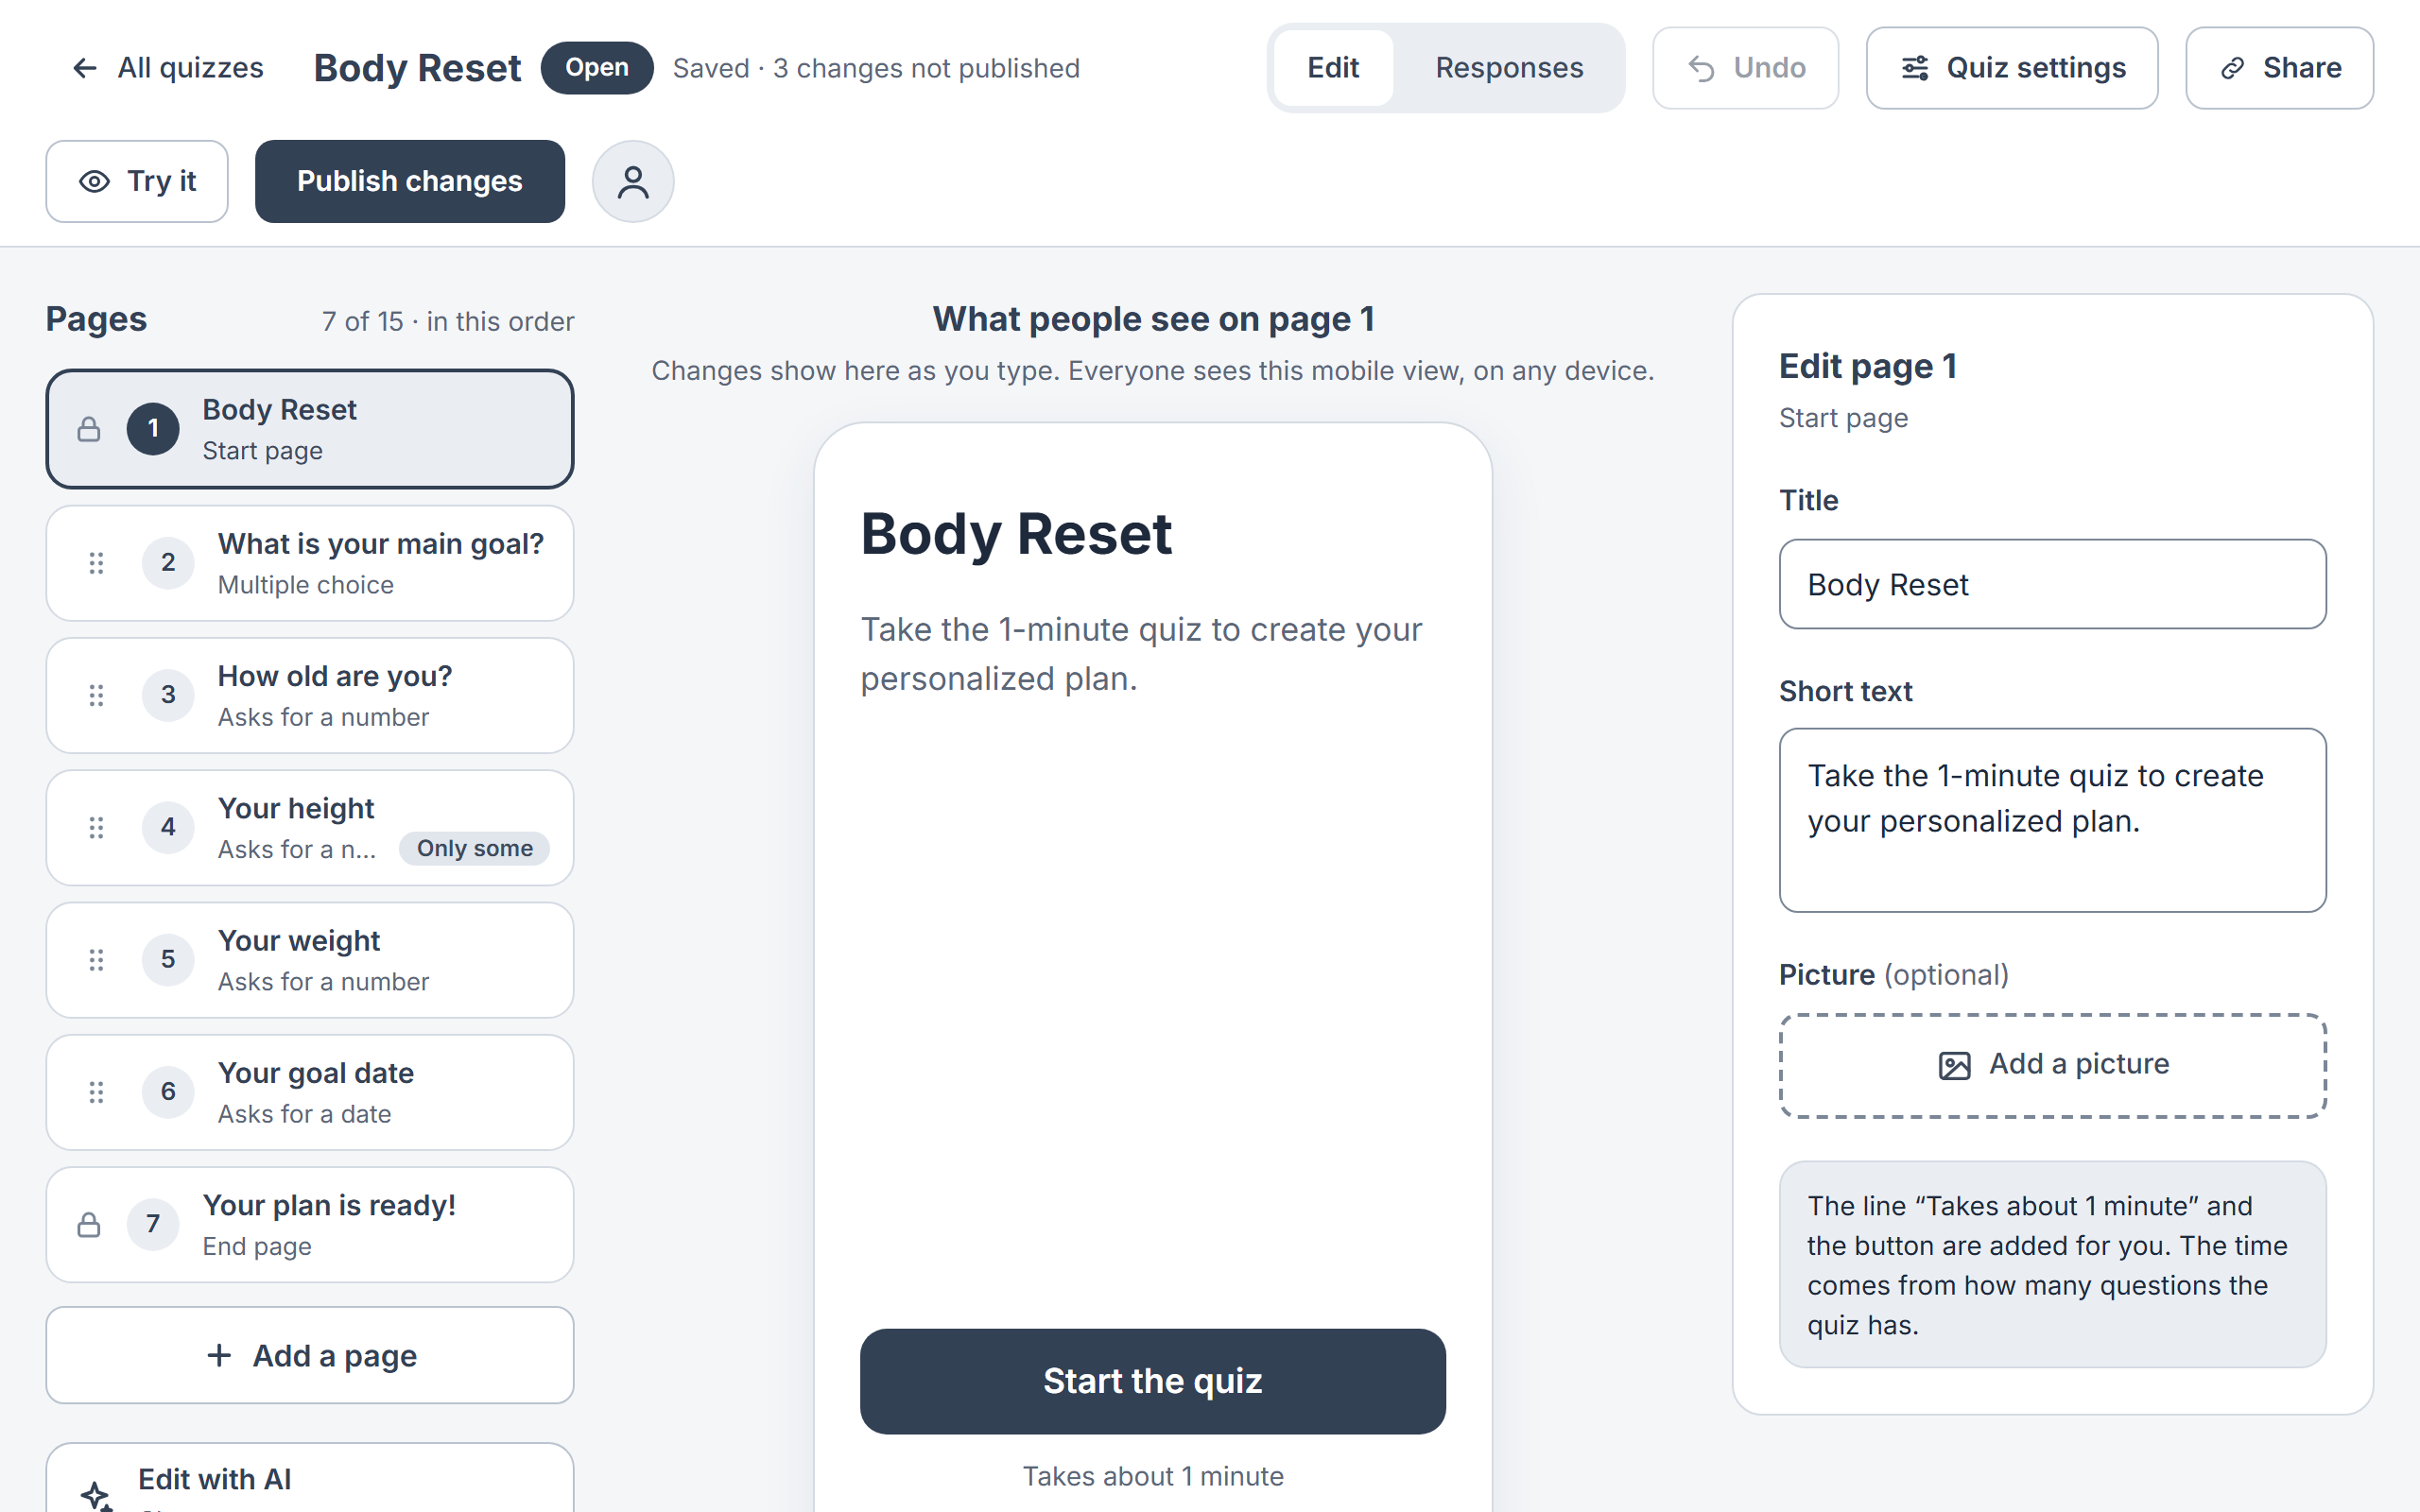 All quizzes
Body Reset
Open
Saved · 3 changes not published
Edit
Responses
Undo
Quiz settings
Share
Try it
Publish changes
Pages
7 of 15 · in this order
1
Body Reset
Start page
2
What is your main goal?
Multiple choice
3
How old are you?
Asks for a number
4
Your height
Asks for a n...
Only some
5
Your weight
Asks for a number
6
Your goal date
Asks for a date
7
Your plan is ready!
End page
Add a page
Edit with AI
What people see on page 1
Changes show here as you type. Everyone sees this mobile view, on any device.
Body Reset
Take the 1-minute quiz to create your
personalized plan.
Start the quiz
Takes about 1 minute
Edit page 1
Start page
Title
Body Reset
Short text
Take the 1-minute quiz to create
your personalized plan.
Picture (optional)
Add a picture
The line “Takes about 1 minute” and
the button are added for you. The time
comes from how many questions the
quiz has.